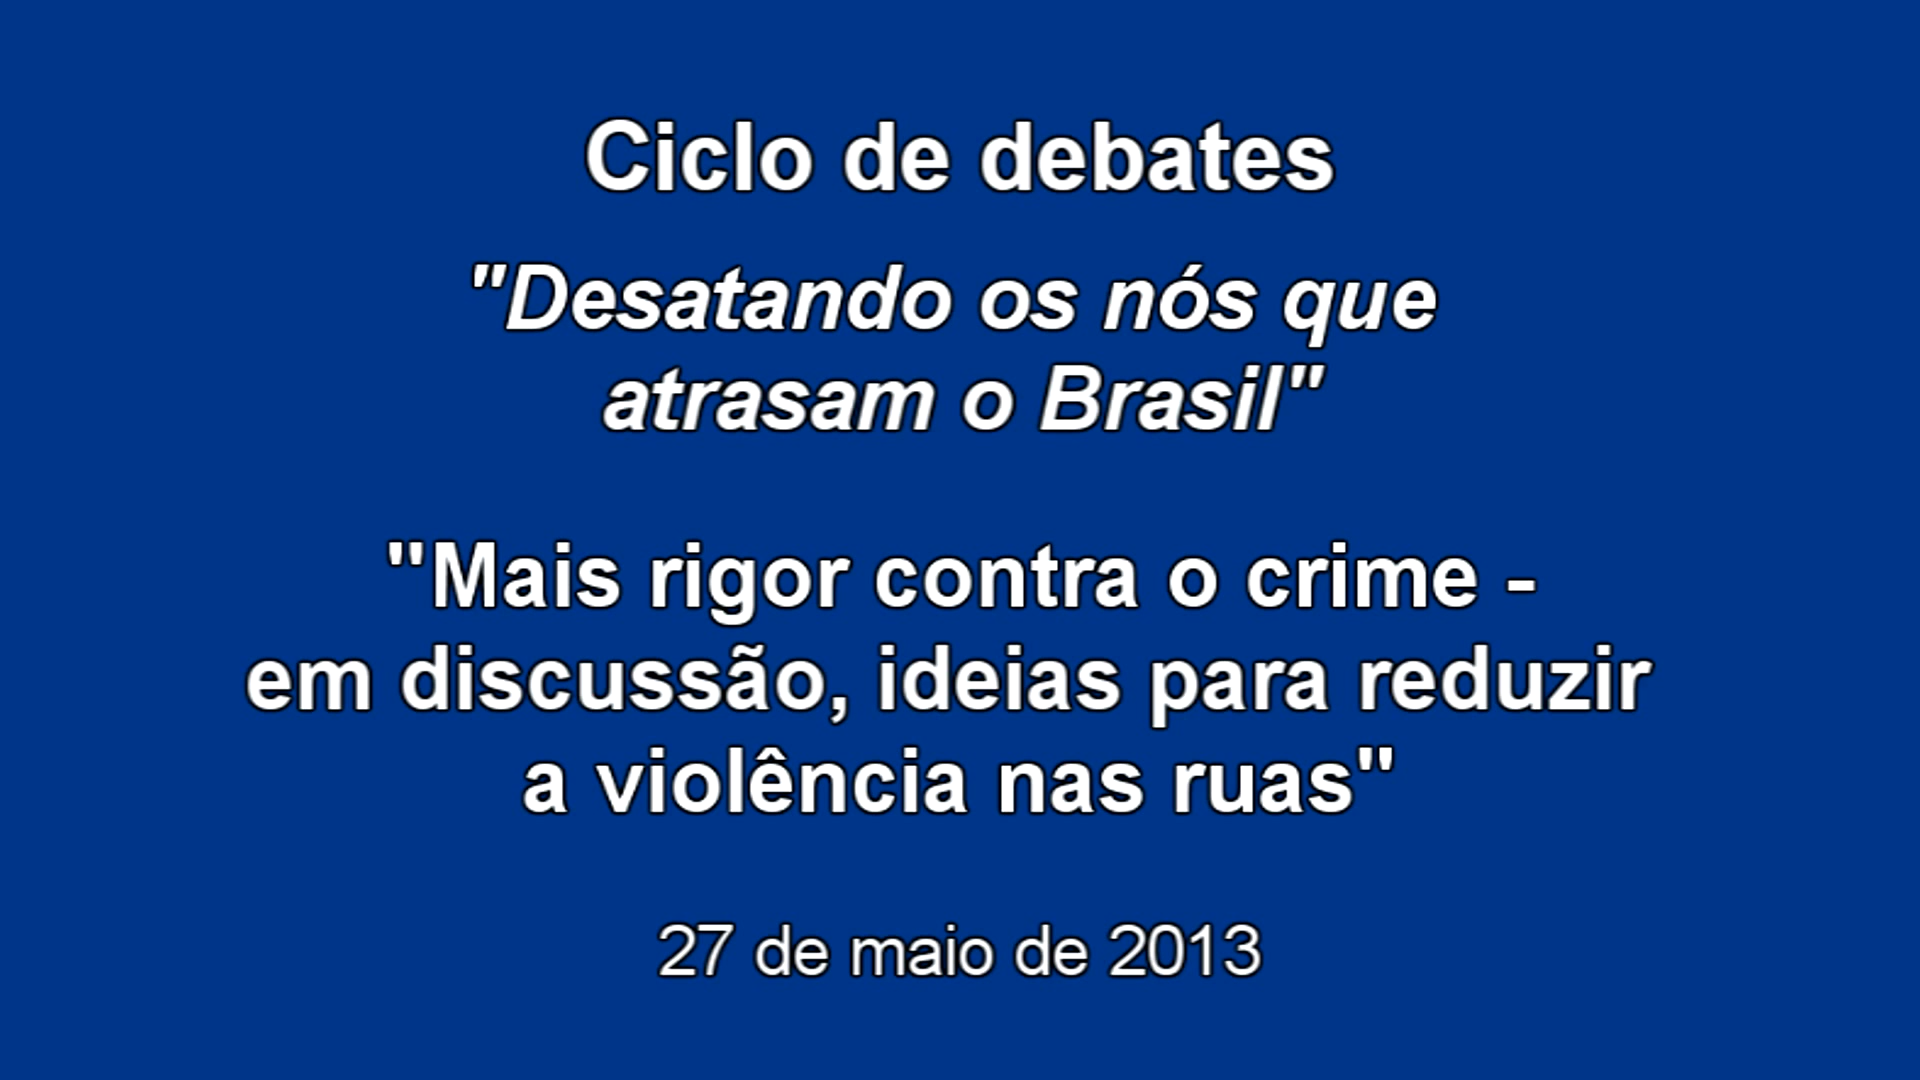 Ciclo de debates
"Desatando os nós que
atrasam o Brasil"
"Mais rigor contra o crime -
em discussão, ideias para reduzir
a violência nas ruas"
27 de maio de 2013